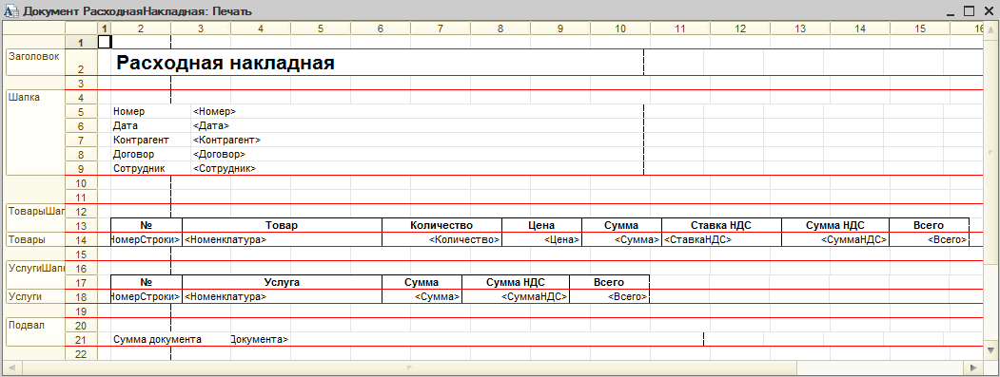 Документ РасходнаяНакладная: Печать
1 2 3 4 5 6 7 8 9 10 11 12 13 14 15 16
1
Заголовок
2 Расходная накладная
3
Шапка 4
5 Номер <Номер>
6 Дата <Дата>
7 Контрагент <Контрагент>
8 Договор <Договор>
9 Сотрудник <Сотрудник>
10
11
ТоварыШап 12
13 № Товар Количество Цена Сумма Ставка НДС Сумма НДС Всего
Товары 14 НомерСтроки> <Номенклатура> <Количество> <Цена> <Сумма> <СтавкаНДС> <СуммаНДС> <Всего>
15
УслугиШап 16
17 № Услуга Сумма Сумма НДС Всего
Услуги 18 НомерСтроки> <Номенклатура> <Сумма> <СуммаНДС> <Всего>
19
Подвал 20
21 Сумма документа Документа>
22